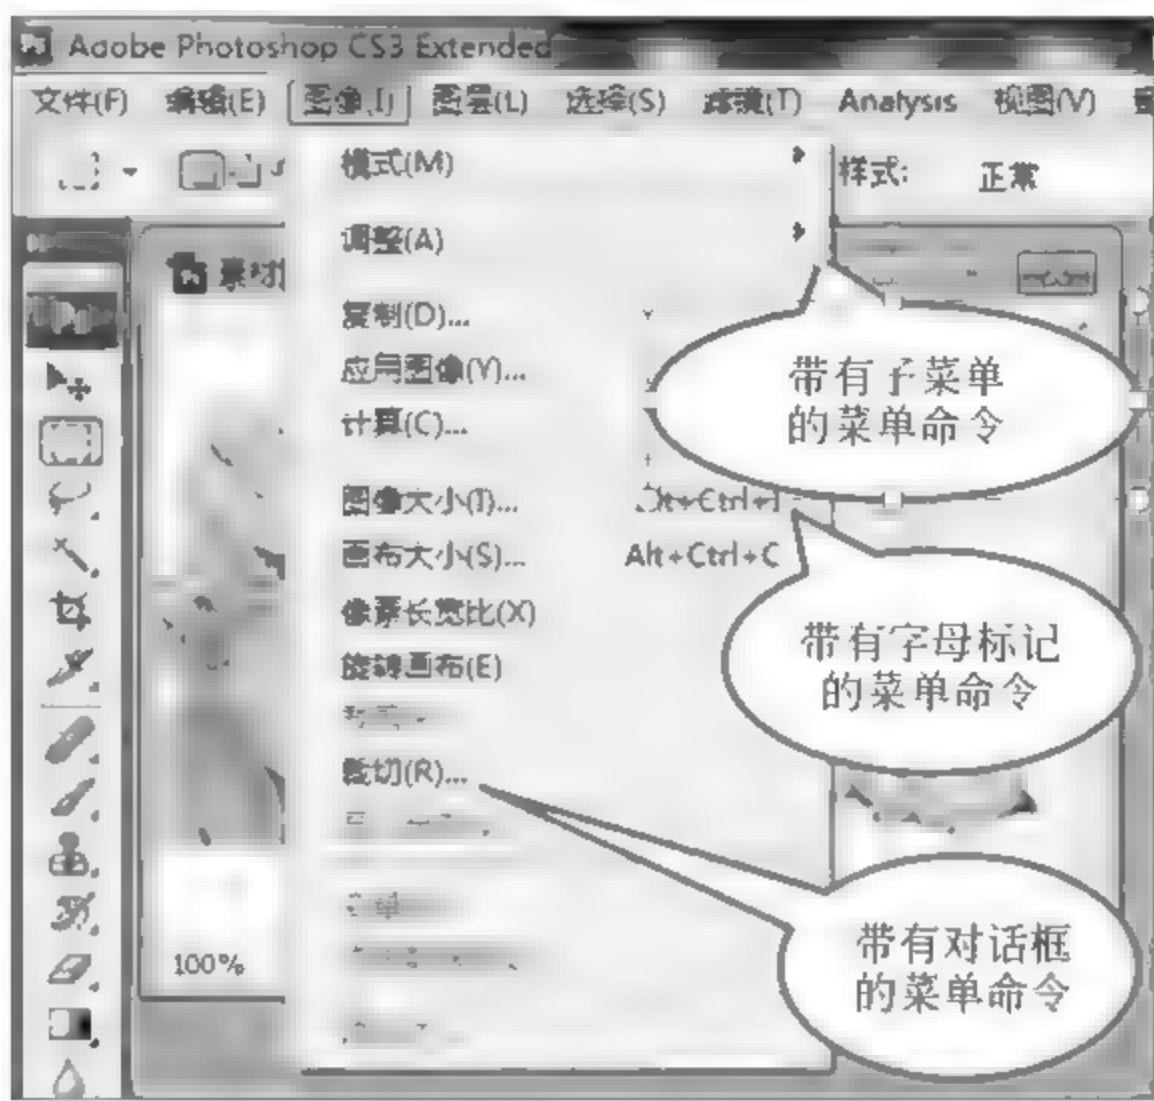 Adobe Photoshop CS3 Extended
文件(F) 编辑(E) 图像(I) 图层(L) 选择(S) 滤镜(T) Analysis 视图(V)
样式: 正常
模式(M)
调整(A)
素材
复制(D)...
应用图像(Y)...
计算(C)...
带有子菜单
的菜单命令
图像大小(I)... Alt+Ctrl+I
画布大小(S)... Alt+Ctrl+C
像素长宽比(X)
旋转画布(E)
带有字母标记
的菜单命令
裁切(R)...
100%
带有对话框
的菜单命令